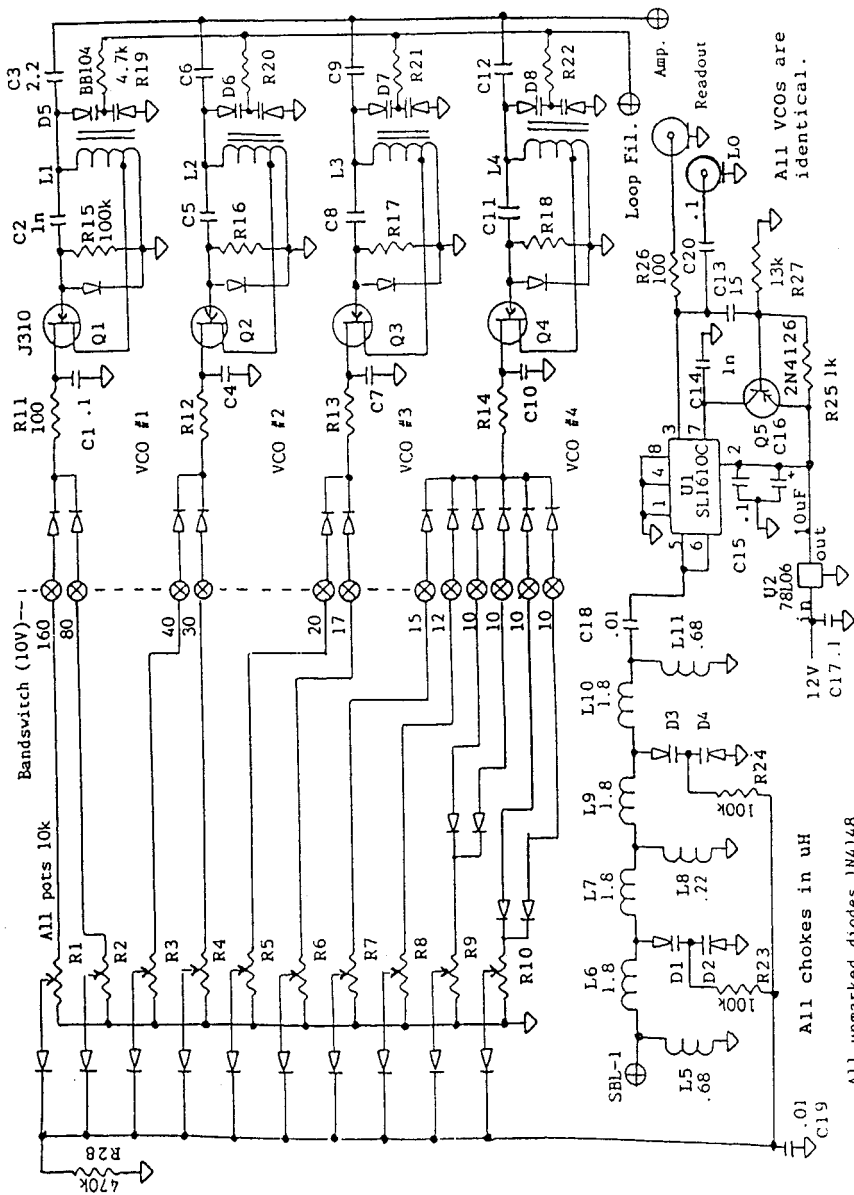 Bandswitch (10V)
All pots 10k
160
80
40
30
20
17
15
12
10
10
10
10
R1
R2
R3
R4
R5
R6
R7
R8
R9
R10
R28
470k
J310
R11
100
C1 .1
VCO #1
Q1
C2
1n
R15
100k
L1
C3
2.2
D5
BB104
4.7k
R19
R12
C4
VCO #2
Q2
C5
R16
L2
C6
D6
R20
R13
C7
VCO #3
Q3
C8
R17
L3
C9
D7
R21
R14
C10
VCO #4
Q4
C11
R18
L4
C12
D8
R22
Loop Fil.
Amp.
Readout
LO
All VCOs are
identical.
SBL-1
L5
.68
L6
1.8
L7
1.8
L8
.22
L9
1.8
L10
1.8
L11
.68
C18
.01
D1
D2
D3
D4
R23
100k
R24
100k
C19
.01
5
6
1
4
8
3
7
2
U1
SL1610C
C14
1n
C13
15
C20
.1
R26
100
13k
R27
2N4126
Q5
R25 1k
C15 .1
C16
10uF
+
U2
78L06
in
out
12V
C17 .1
All chokes in uH
All unmarked diodes 1N4148